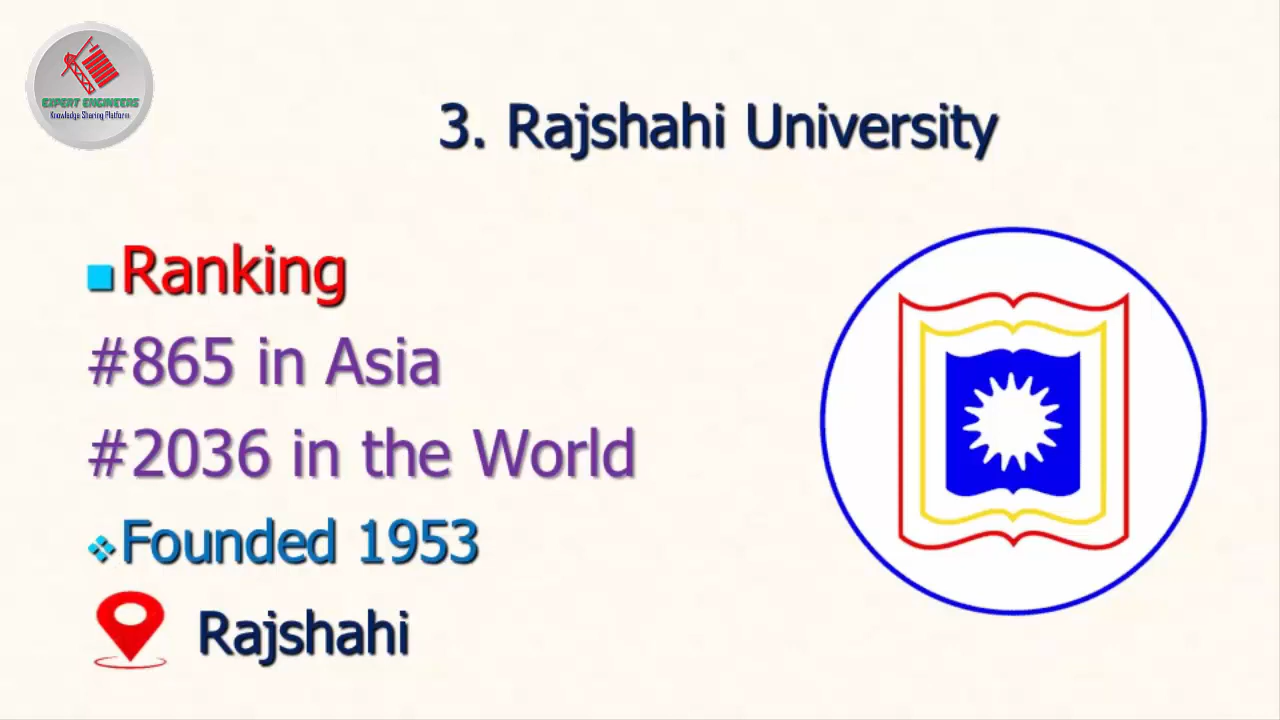 EXPERT ENGINEERS
Knowledge Sharing Platform
3. Rajshahi University
Ranking
#865 in Asia
#2036 in the World
Founded 1953
Rajshahi